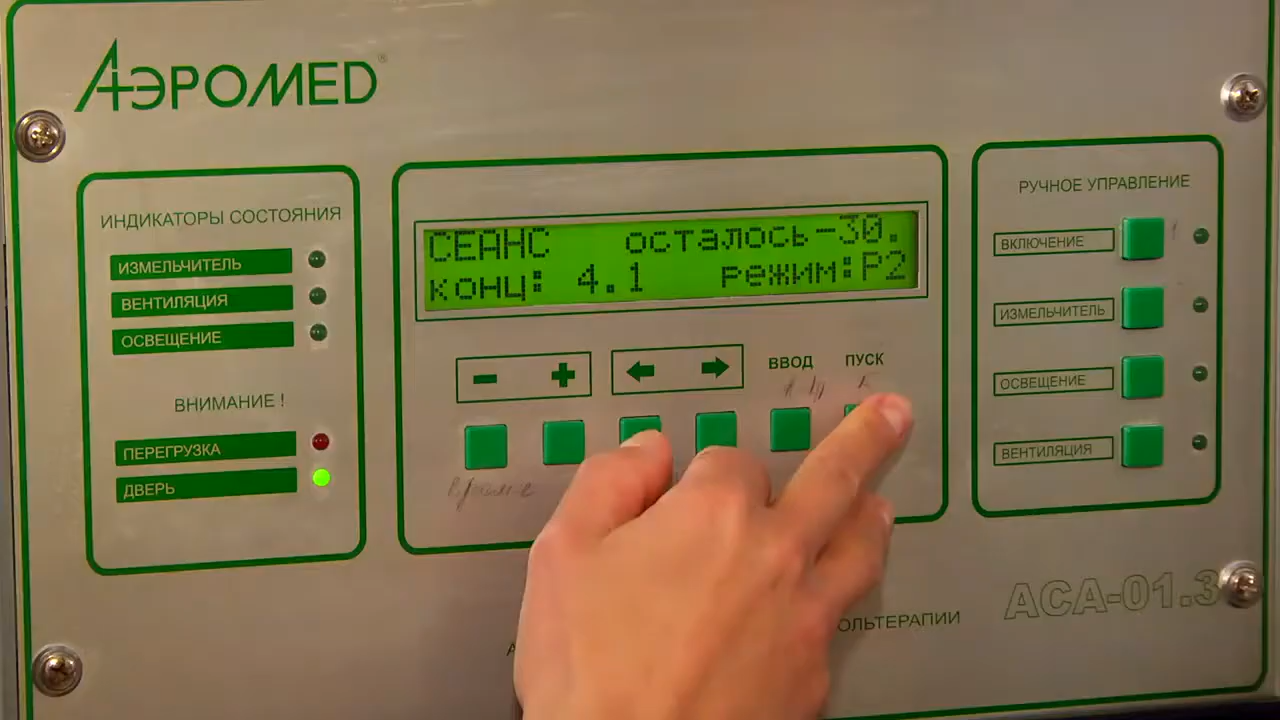 АЭРОМЕD®
ИНДИКАТОРЫ СОСТОЯНИЯ
ИЗМЕЛЬЧИТЕЛЬ
ВЕНТИЛЯЦИЯ
ОСВЕЩЕНИЕ
ВНИМАНИЕ !
ПЕРЕГРУЗКА
ДВЕРЬ
СЕАНС осталось-30.
конц: 4.1 режим:Р2
- +
← →
ВВОД
ПУСК
РУЧНОЕ УПРАВЛЕНИЕ
ВКЛЮЧЕНИЕ
ИЗМЕЛЬЧИТЕЛЬ
ОСВЕЩЕНИЕ
ВЕНТИЛЯЦИЯ
АСА-01.3